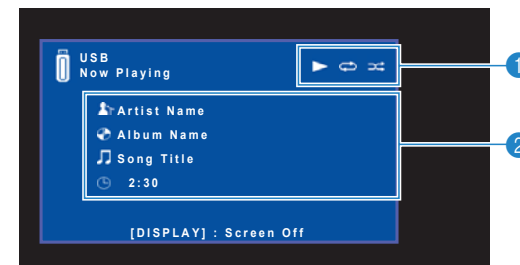 USB
Now Playing
1
Artist Name
Album Name
2
Song Title
2:30
[DISPLAY] : Screen Off